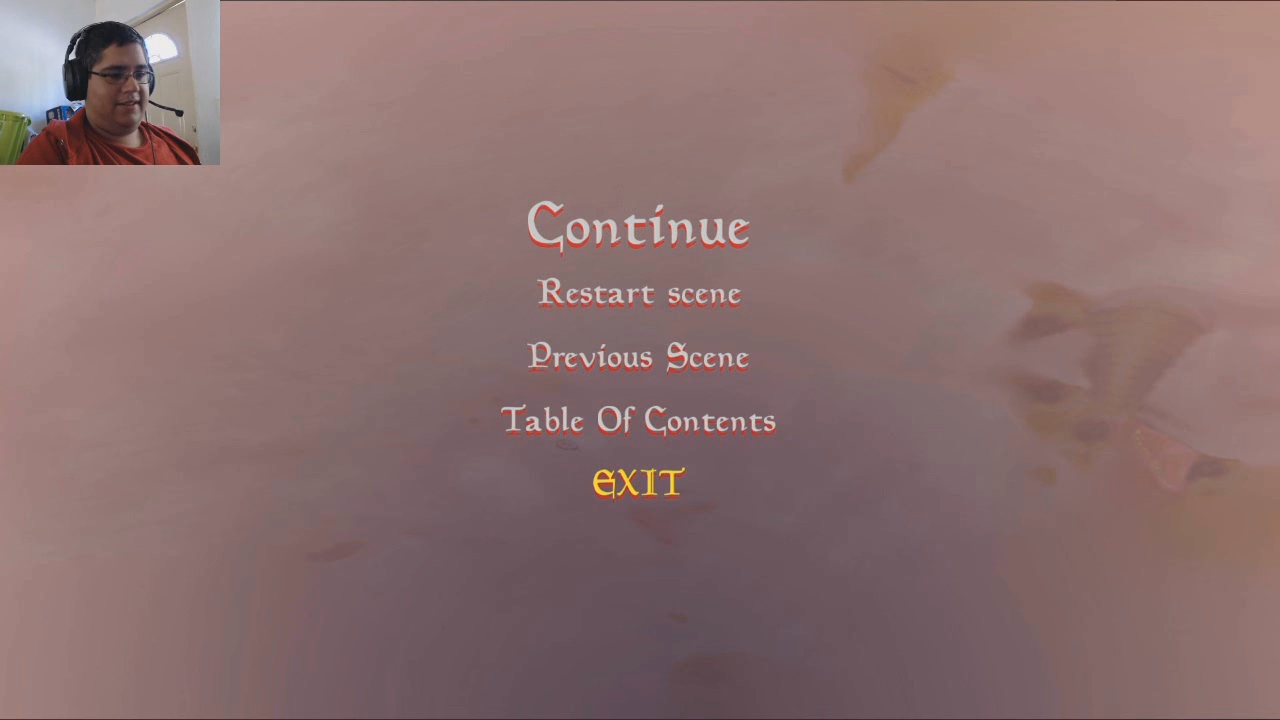 Continue
Restart scene
Previous Scene
Table Of Contents
EXIT